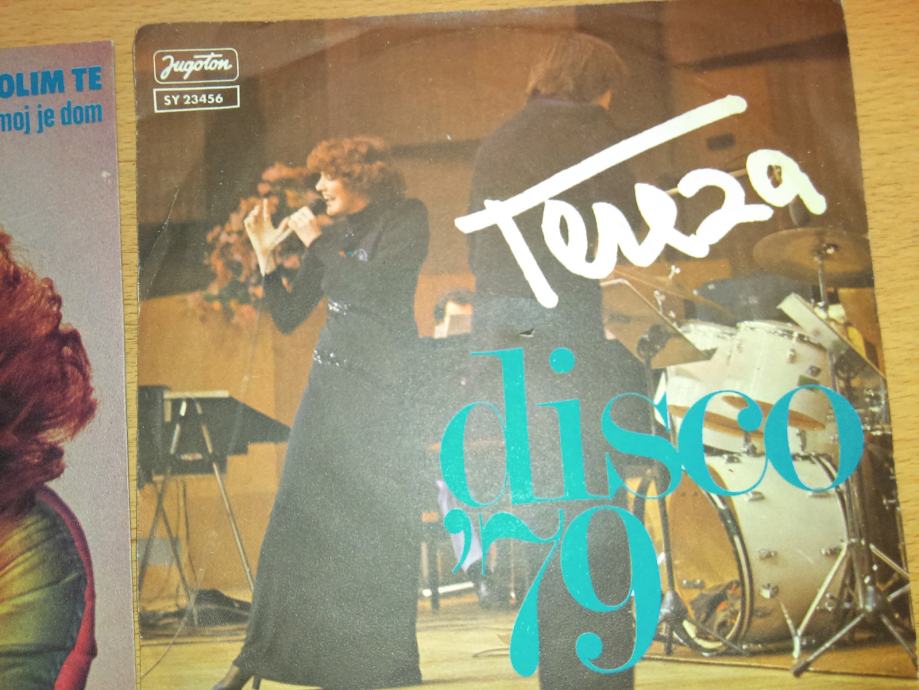 OLIM TE
moj je dom
Jugoton
SY 23456
Tereza
disco
'79